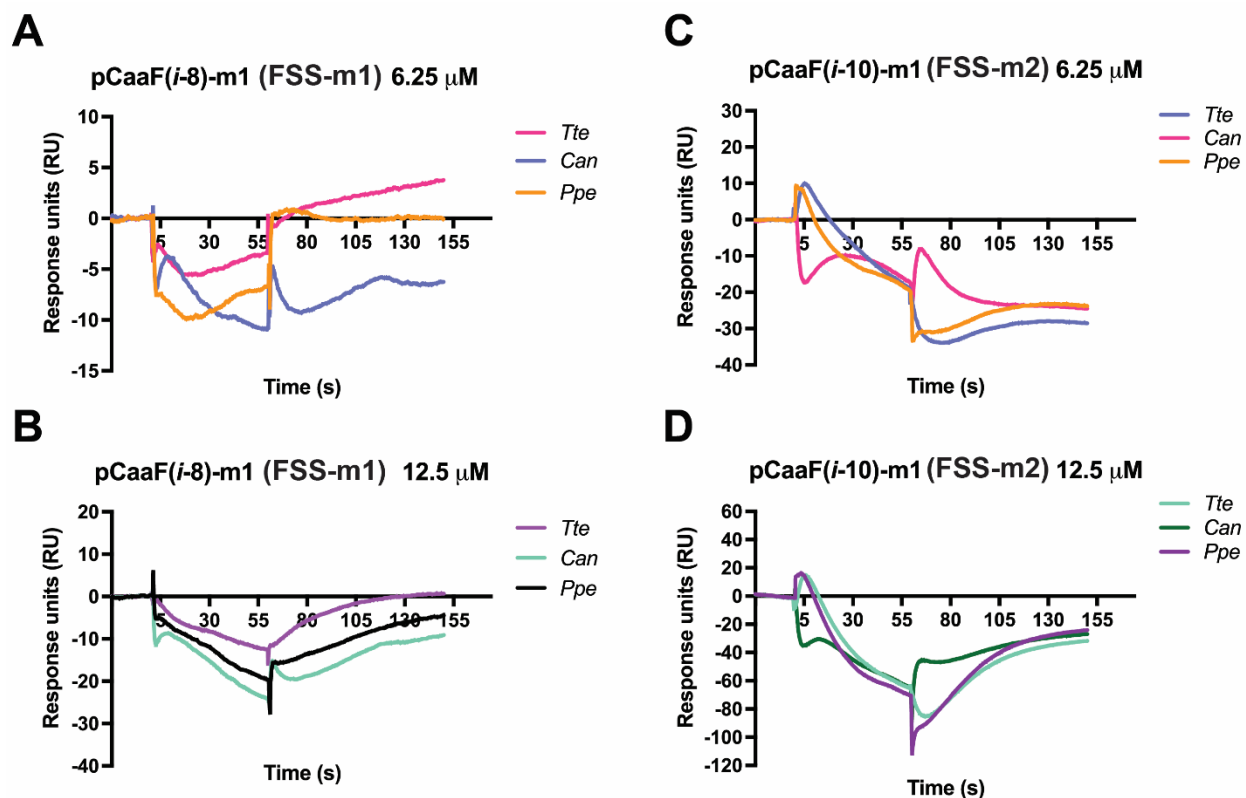 A
pCaaF(i-8)-m1 (FSS-m1) 6.25 μM
Response units (RU)
10
5
0
-5
-10
-15
5 30 55 80 105 130 155
Time (s)
Tte
Can
Ppe
B
pCaaF(i-8)-m1 (FSS-m1) 12.5 μM
Response units (RU)
20
10
0
-10
-20
-30
-40
5 30 55 80 105 130 155
Time (s)
Tte
Can
Ppe
C
pCaaF(i-10)-m1 (FSS-m2) 6.25 μM
Response units (RU)
30
20
10
0
-10
-20
-30
-40
5 30 55 80 105 130 155
Time (s)
Tte
Can
Ppe
D
pCaaF(i-10)-m1 (FSS-m2) 12.5 μM
Response units (RU)
60
40
20
0
-20
-40
-60
-80
-100
-120
5 30 55 80 105 130 155
Time (s)
Tte
Can
Ppe